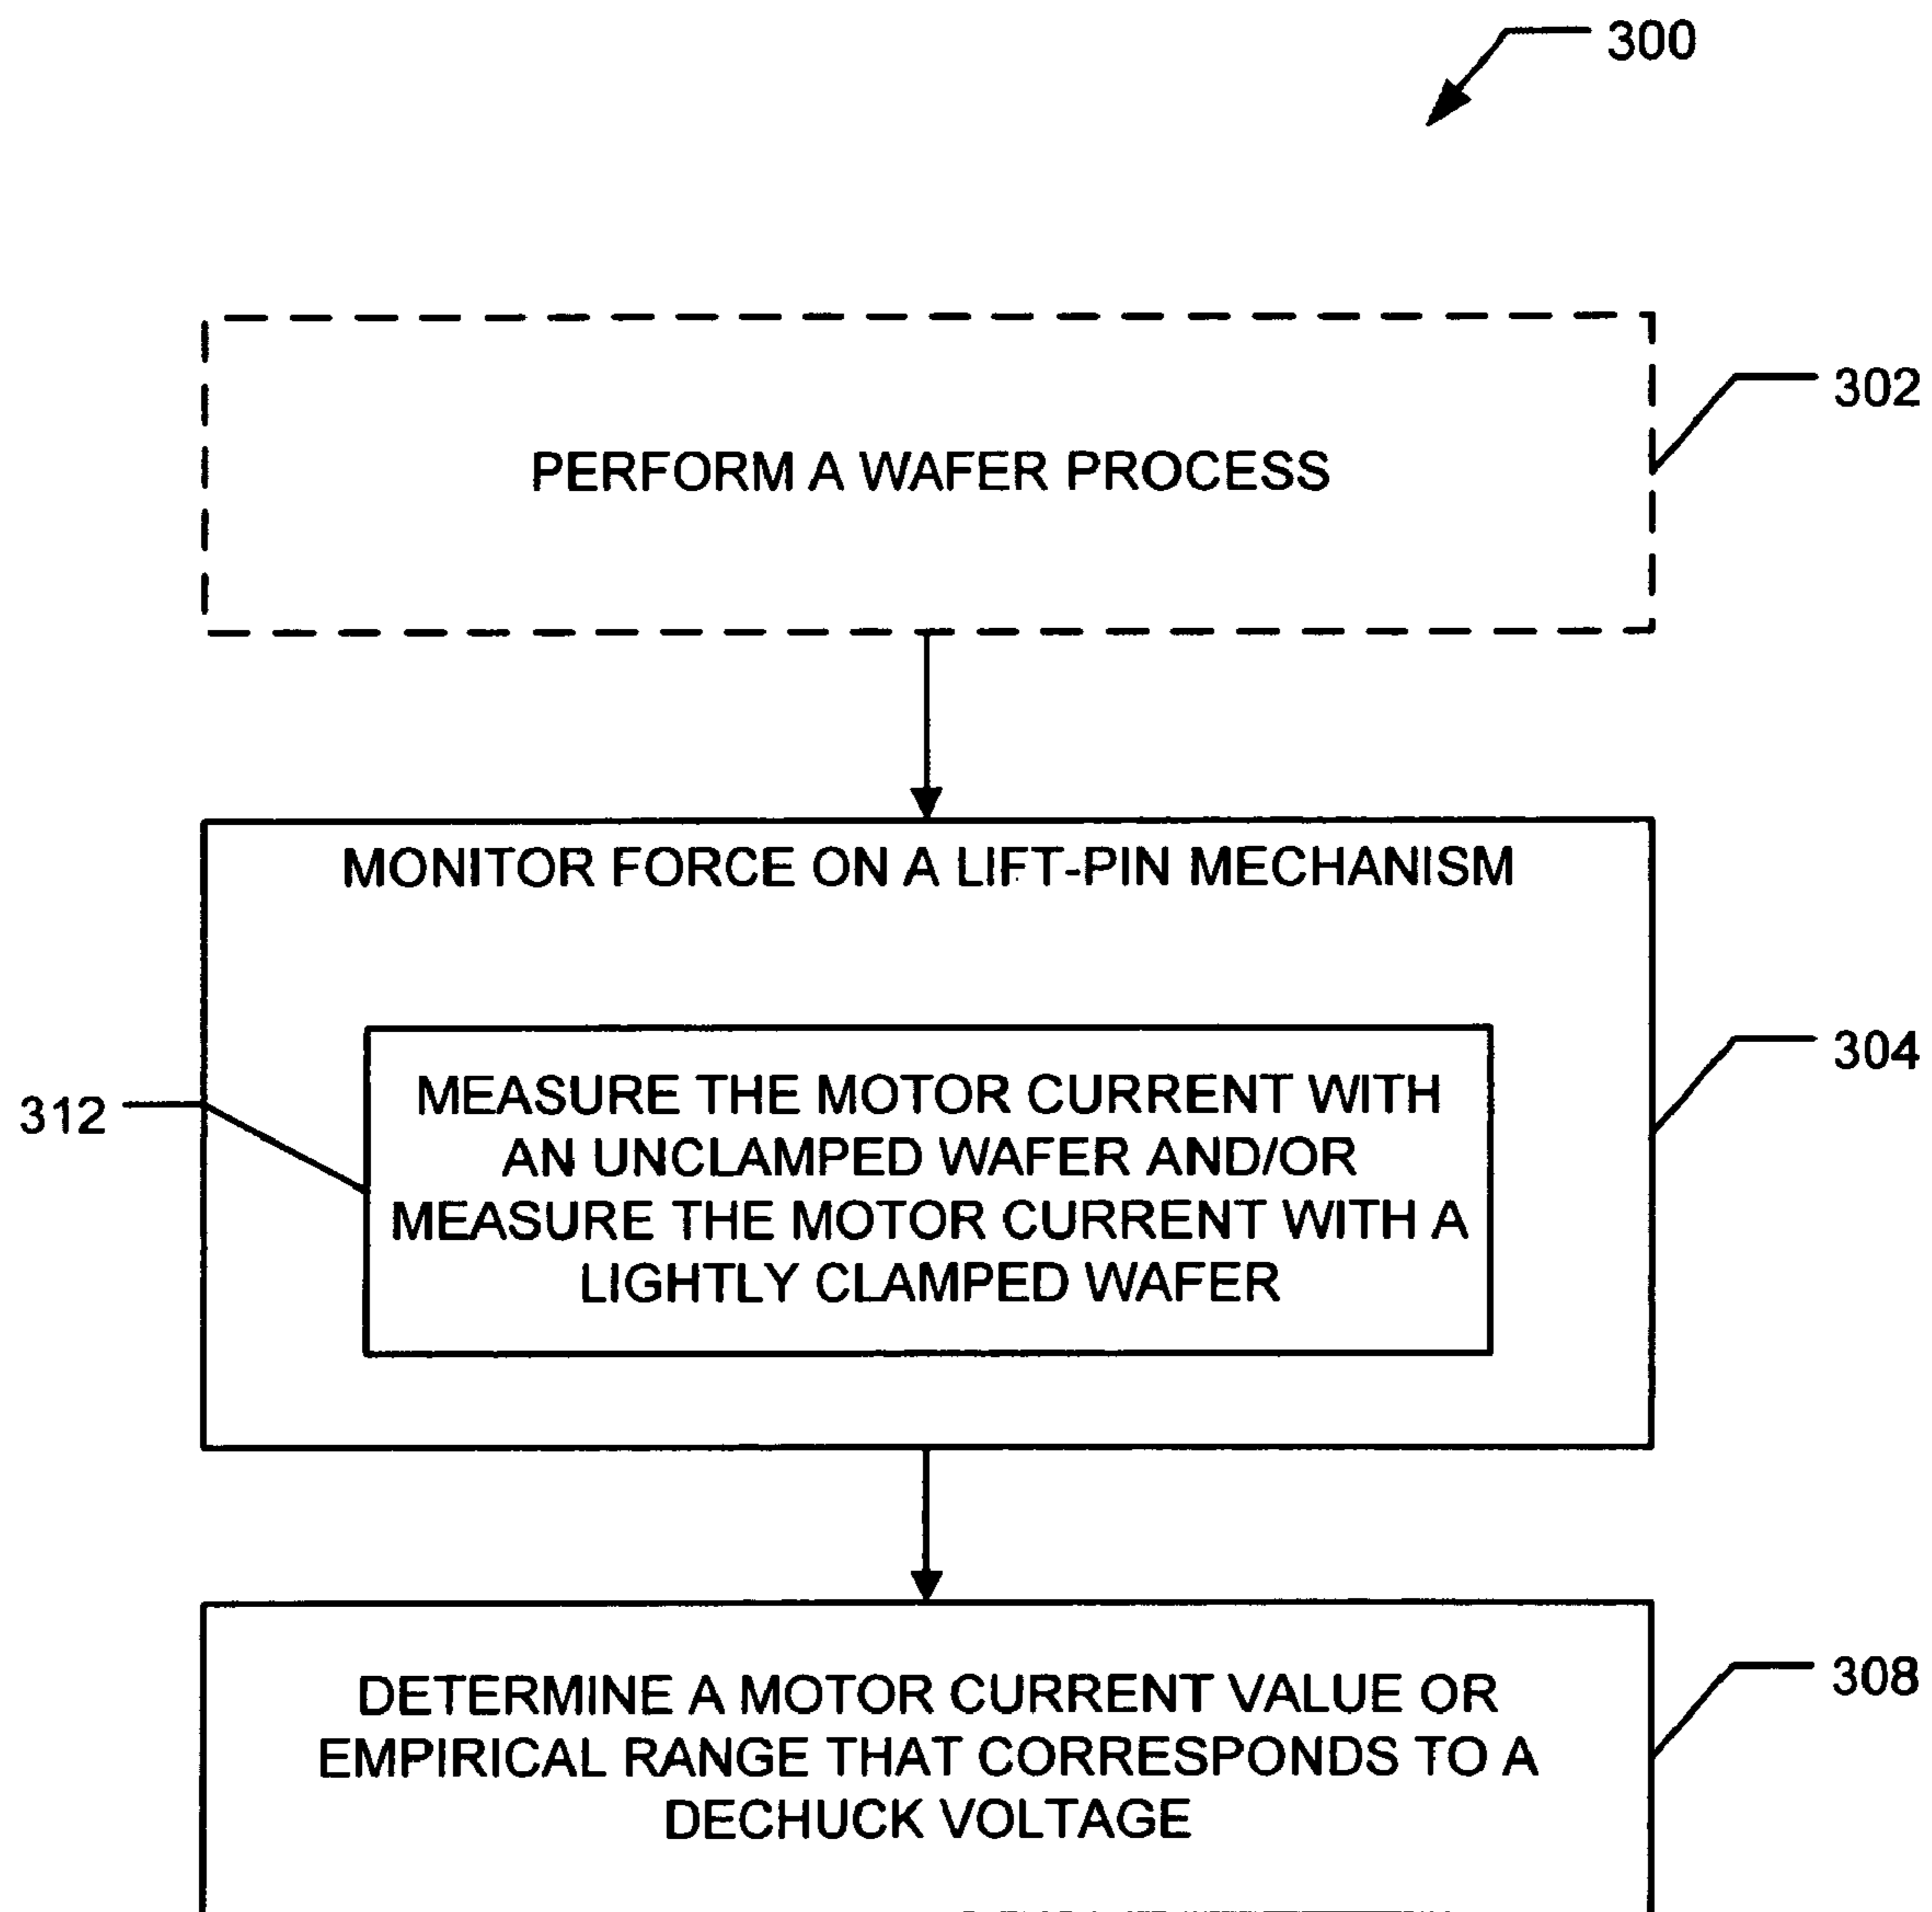 300
302
PERFORM A WAFER PROCESS
MONITOR FORCE ON A LIFT-PIN MECHANISM
304
312
MEASURE THE MOTOR CURRENT WITH
AN UNCLAMPED WAFER AND/OR
MEASURE THE MOTOR CURRENT WITH A
LIGHTLY CLAMPED WAFER
308
DETERMINE A MOTOR CURRENT VALUE OR
EMPIRICAL RANGE THAT CORRESPONDS TO A
DECHUCK VOLTAGE